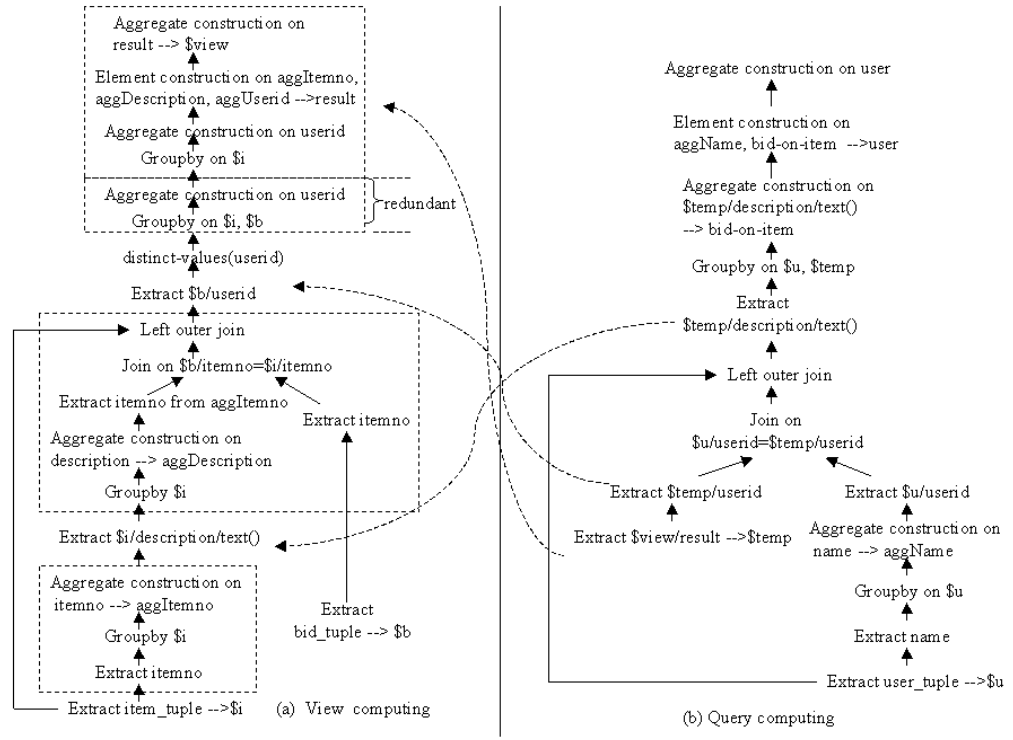 Aggregate construction on
result --> $view
Element construction on aggItemno,
aggDescription, aggUserid -->result
Aggregate construction on userid
Groupby on $i
Aggregate construction on userid
redundant
Groupby on $i, $b
distinct-values(userid)
Extract $b/userid
Left outer join
Join on $b/itemno=$i/itemno
Extract itemno from aggItemno
Extract itemno
Aggregate construction on
description --> aggDescription
Groupby $i
Extract $i/description/text()
Aggregate construction on
itemno --> aggItemno
Extract
bid_tuple --> $b
Groupby $i
Extract itemno
Extract item_tuple -->$i
(a) View computing
Aggregate construction on user
Element construction on
aggName, bid-on-item -->user
Aggregate construction on
$temp/description/text()
--> bid-on-item
Groupby on $u, $temp
Extract
$temp/description/text()
Left outer join
Join on
$u/userid=$temp/userid
Extract $temp/userid
Extract $u/userid
Extract $view/result -->$temp
Aggregate construction on
name --> aggName
Groupby on $u
Extract name
Extract user_tuple -->$u
(b) Query computing